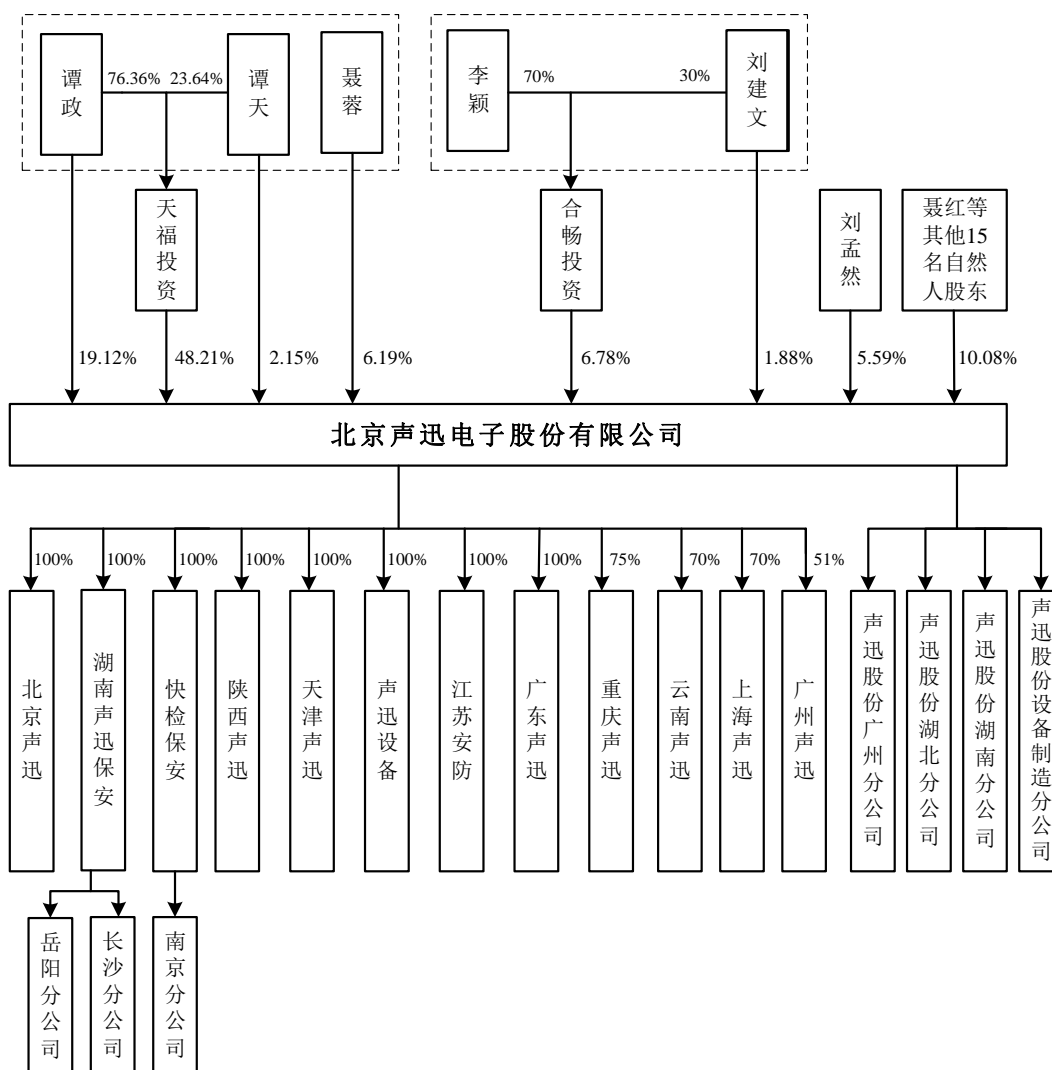 谭政
76.36%
23.64%
谭天
聂蓉
李颖
70%
30%
刘建文
天福投资
合畅投资
刘孟然
聂红等
其他15
名自然
人股东
19.12%
48.21%
2.15%
6.19%
6.78%
1.88%
5.59%
10.08%
北京声迅电子股份有限公司
100%
100%
100%
100%
100%
100%
100%
100%
75%
70%
70%
51%
北京声迅
湖南声迅保安
快检保安
陕西声迅
天津声迅
声迅设备
江苏安防
广东声迅
重庆声迅
云南声迅
上海声迅
广州声迅
声迅股份广州分公司
声迅股份湖北分公司
声迅股份湖南分公司
声迅股份设备制造分公司
岳阳分公司
长沙分公司
南京分公司